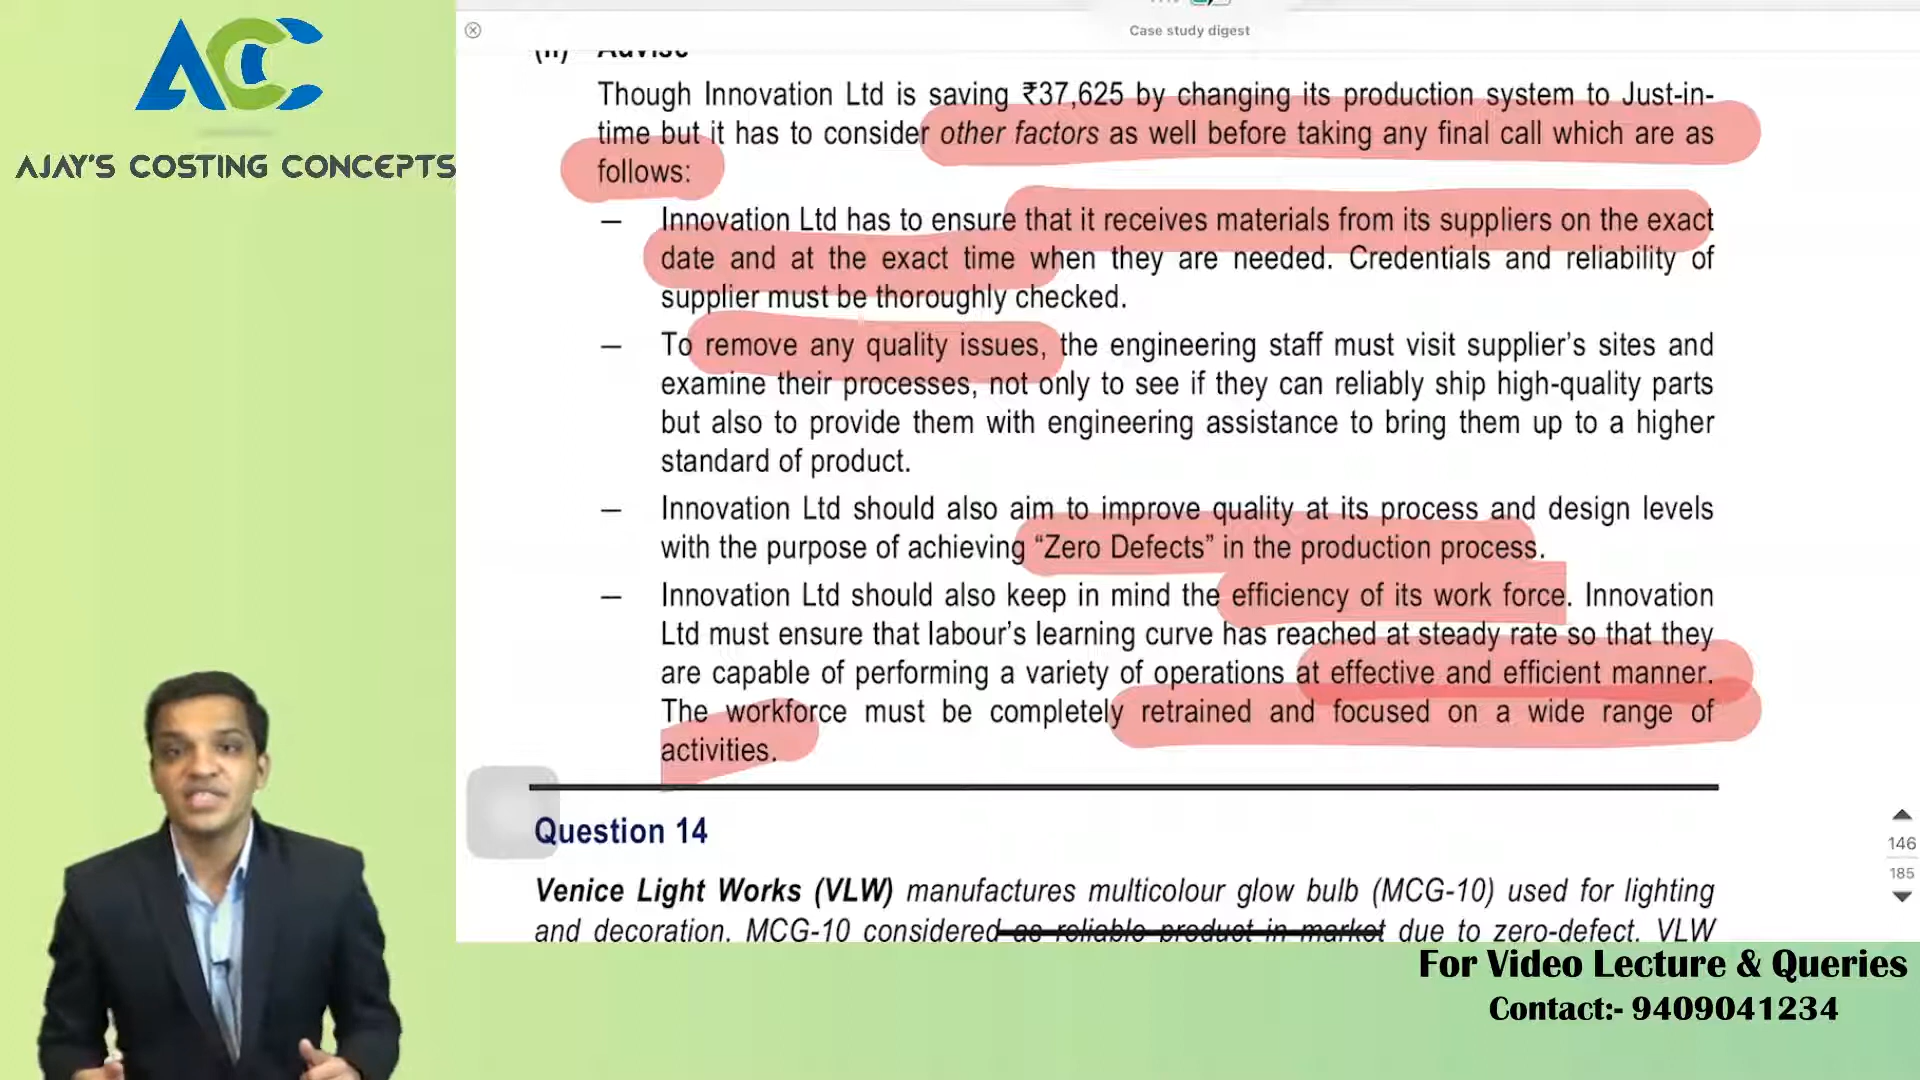 ACC
AJAY'S COSTING CONCEPTS
Case study digest
(ii) Advise
Though Innovation Ltd is saving ₹37,625 by changing its production system to Just-in-
time but it has to consider other factors as well before taking any final call which are as
follows:
– Innovation Ltd has to ensure that it receives materials from its suppliers on the exact
date and at the exact time when they are needed. Credentials and reliability of
supplier must be thoroughly checked.
– To remove any quality issues, the engineering staff must visit supplier's sites and
examine their processes, not only to see if they can reliably ship high-quality parts
but also to provide them with engineering assistance to bring them up to a higher
standard of product.
– Innovation Ltd should also aim to improve quality at its process and design levels
with the purpose of achieving “Zero Defects” in the production process.
– Innovation Ltd should also keep in mind the efficiency of its work force. Innovation
Ltd must ensure that labour’s learning curve has reached at steady rate so that they
are capable of performing a variety of operations at effective and efficient manner.
The workforce must be completely retrained and focused on a wide range of
activities.
Question 14
Venice Light Works (VLW) manufactures multicolour glow bulb (MCG-10) used for lighting
and decoration. MCG-10 considered as reliable product in market due to zero-defect. VLW
146
185
For Video Lecture & Queries
Contact:- 9409041234